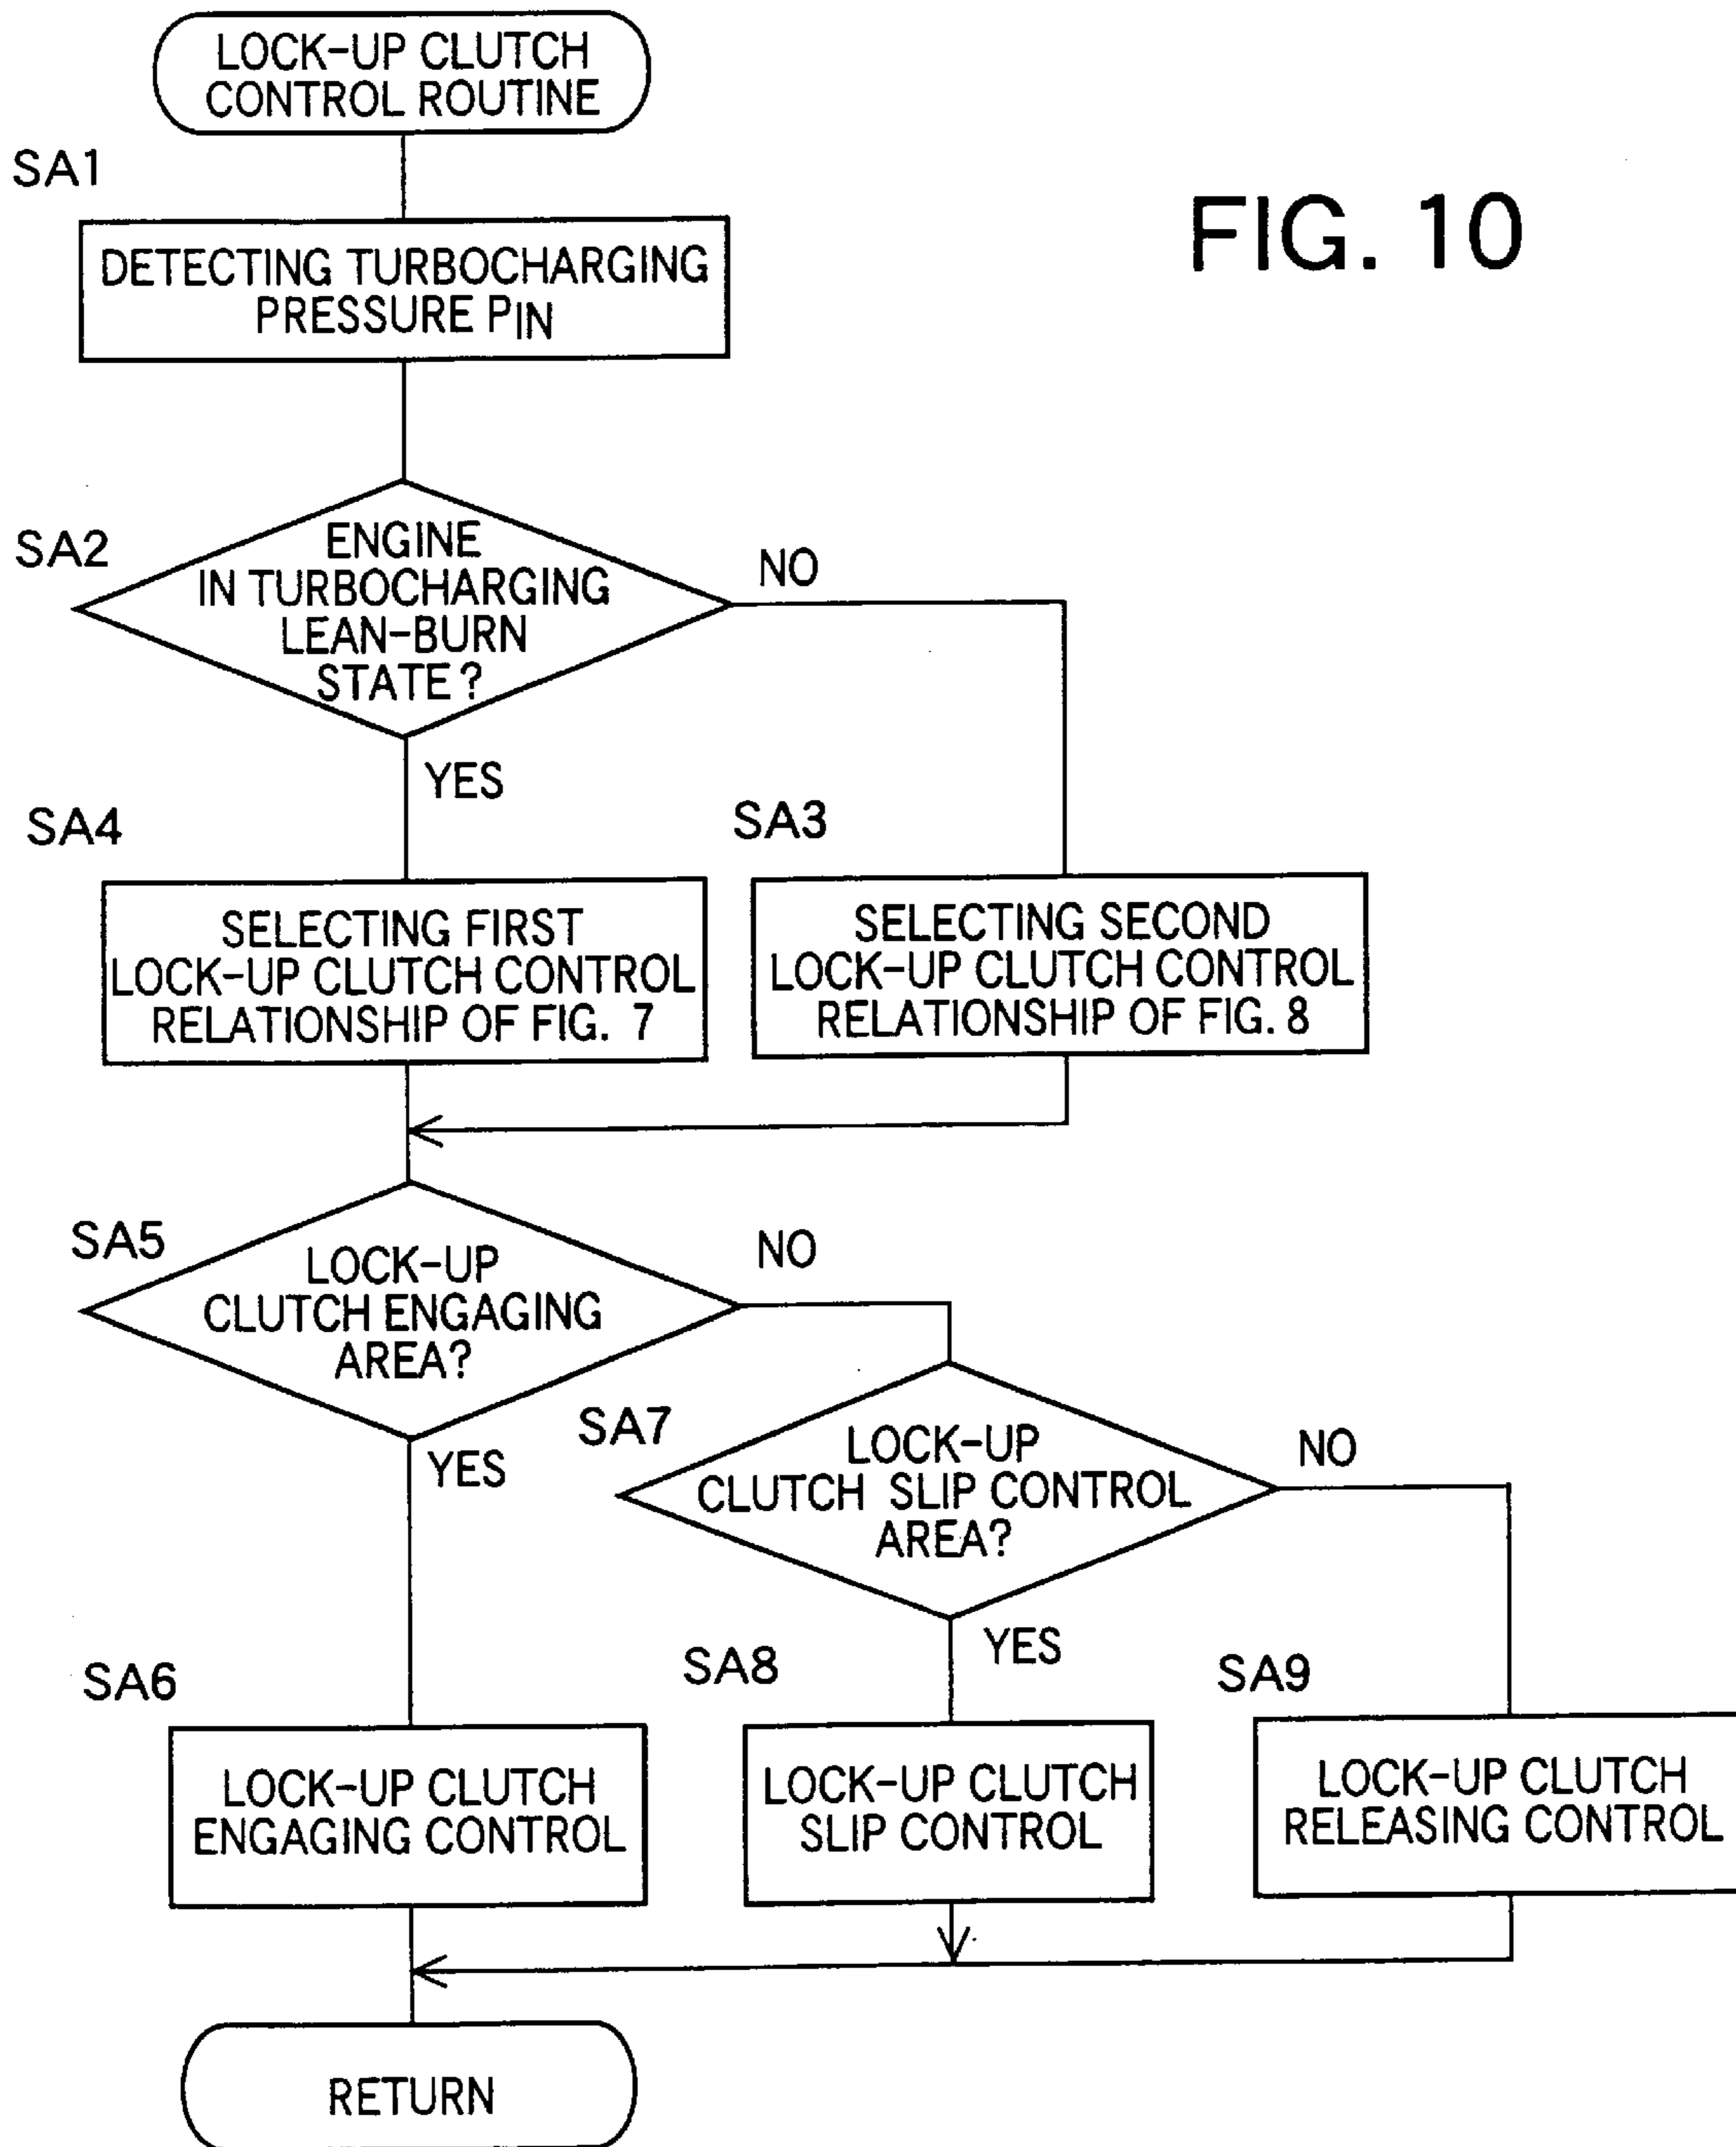 LOCK-UP CLUTCH
CONTROL ROUTINE
SA1
FIG. 10
DETECTING TURBOCHARGING
PRESSURE PIN
SA2
ENGINE
IN TURBOCHARGING
LEAN-BURN
STATE?
NO
YES
SA4
SA3
SELECTING FIRST
LOCK-UP CLUTCH CONTROL
RELATIONSHIP OF FIG. 7
SELECTING SECOND
LOCK-UP CLUTCH CONTROL
RELATIONSHIP OF FIG. 8
SA5
LOCK-UP
CLUTCH ENGAGING
AREA?
NO
YES
SA7
LOCK-UP
CLUTCH SLIP CONTROL
AREA?
NO
YES
SA6
SA8
SA9
LOCK-UP CLUTCH
ENGAGING CONTROL
LOCK-UP CLUTCH
SLIP CONTROL
LOCK-UP CLUTCH
RELEASING CONTROL
RETURN